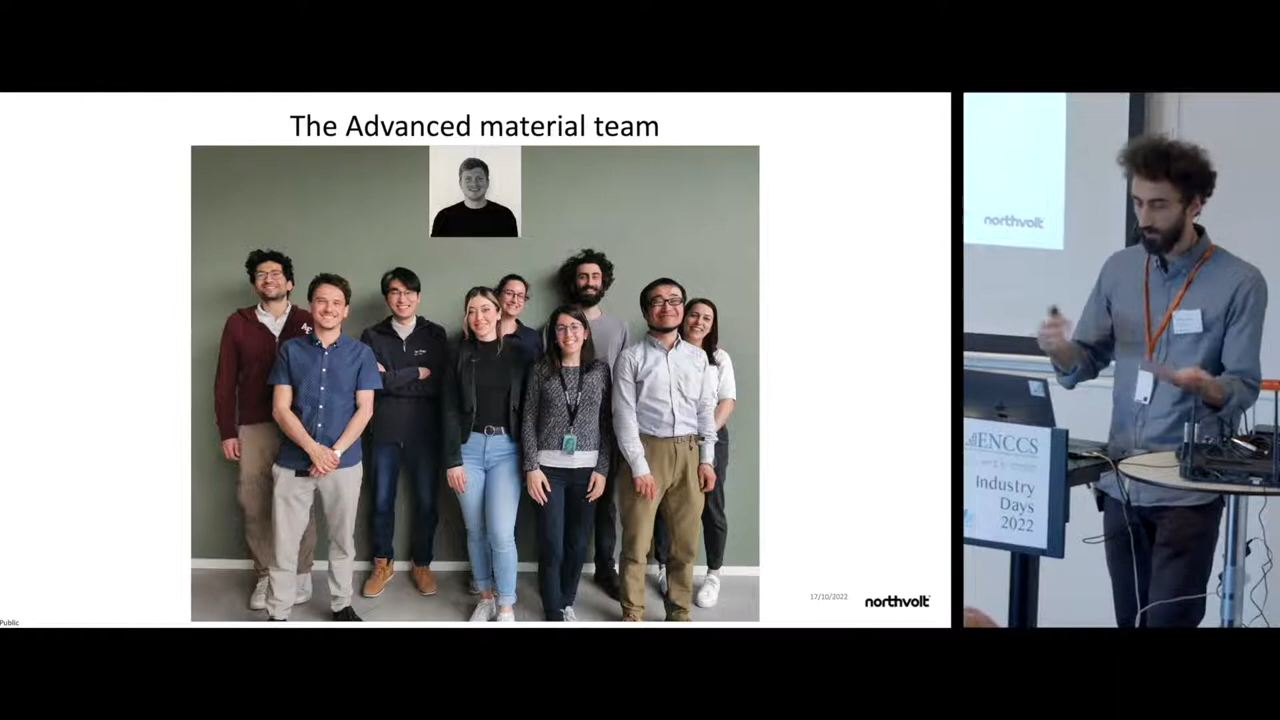 The Advanced material team
17/10/2022
northvolt
Public
northvolt
ENCCS
Industry
Days
2022